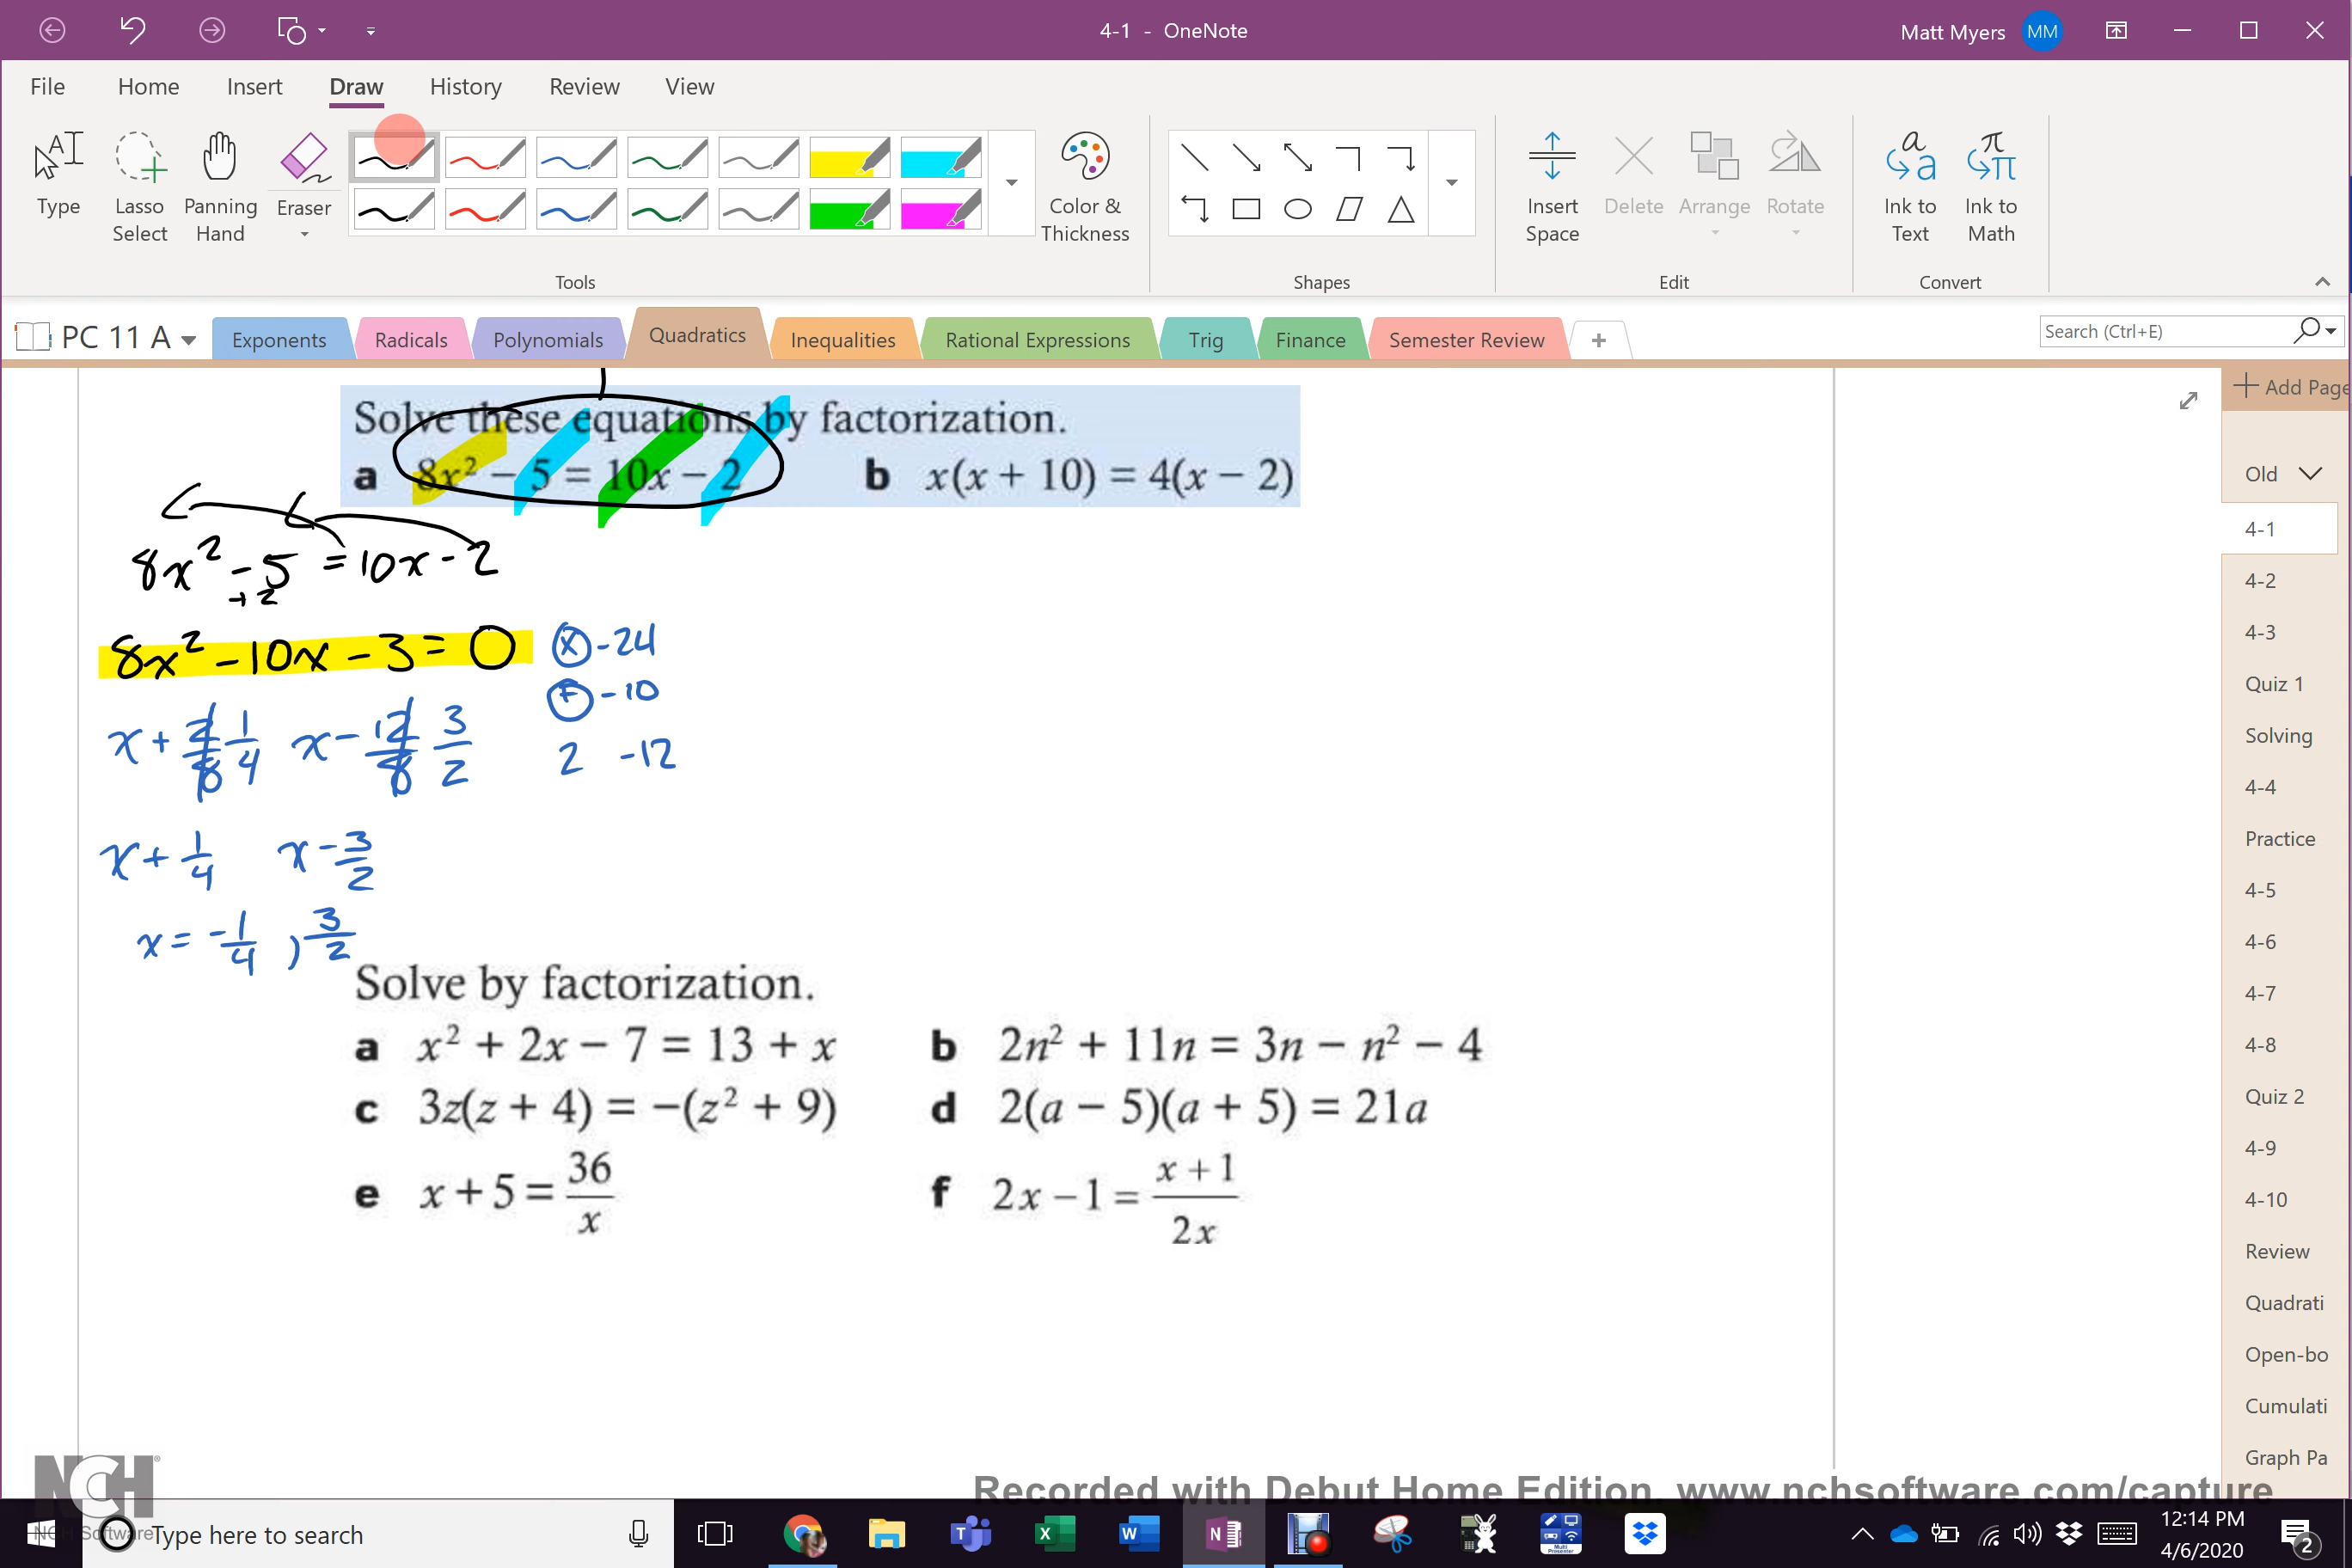 4-1 - OneNote
Matt Myers MM
File Home Insert Draw History Review View
Type
Lasso Select
Panning Hand
Eraser
Color & Thickness
Insert Space
Delete
Arrange
Rotate
Ink to Text
Ink to Math
Tools
Shapes
Edit
Convert
PC 11 A
Exponents
Radicals
Polynomials
Quadratics
Inequalities
Rational Expressions
Trig
Finance
Semester Review
+
Search (Ctrl+E)
Solve these equations by factorization.
a 8x² − 5 = 10x − 2
b x(x + 10) = 4(x − 2)
8x² - 5 = 10x - 2
+2
8x² - 10x - 3 = 0
x -24
+ -10
2 -12
x + 2/8 1/4 x - 12/8 3/2
x + 1/4 x - 3/2
x = -1/4 , 3/2
Solve by factorization.
a x² + 2x − 7 = 13 + x
b 2n² + 11n = 3n − n² − 4
c 3z(z + 4) = −(z² + 9)
d 2(a − 5)(a + 5) = 21a
e x + 5 = 36/x
f 2x − 1 = x + 1/2x
Add Page
Old
4-1
4-2
4-3
Quiz 1
Solving
4-4
Practice
4-5
4-6
4-7
4-8
Quiz 2
4-9
4-10
Review
Quadrati
Open-bo
Cumulati
Graph Pa
NCH®
NCH Software
Recorded with Debut Home Edition. www.nchsoftware.com/capture
Type here to search
12:14 PM
4/6/2020
2